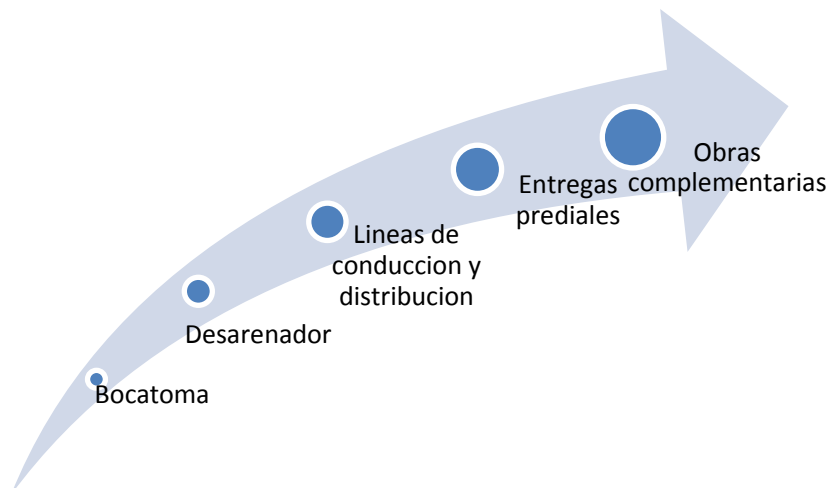 Bocatoma
Desarenador
Lineas de
conduccion y
distribucion
Entregas
prediales
Obras
complementarias